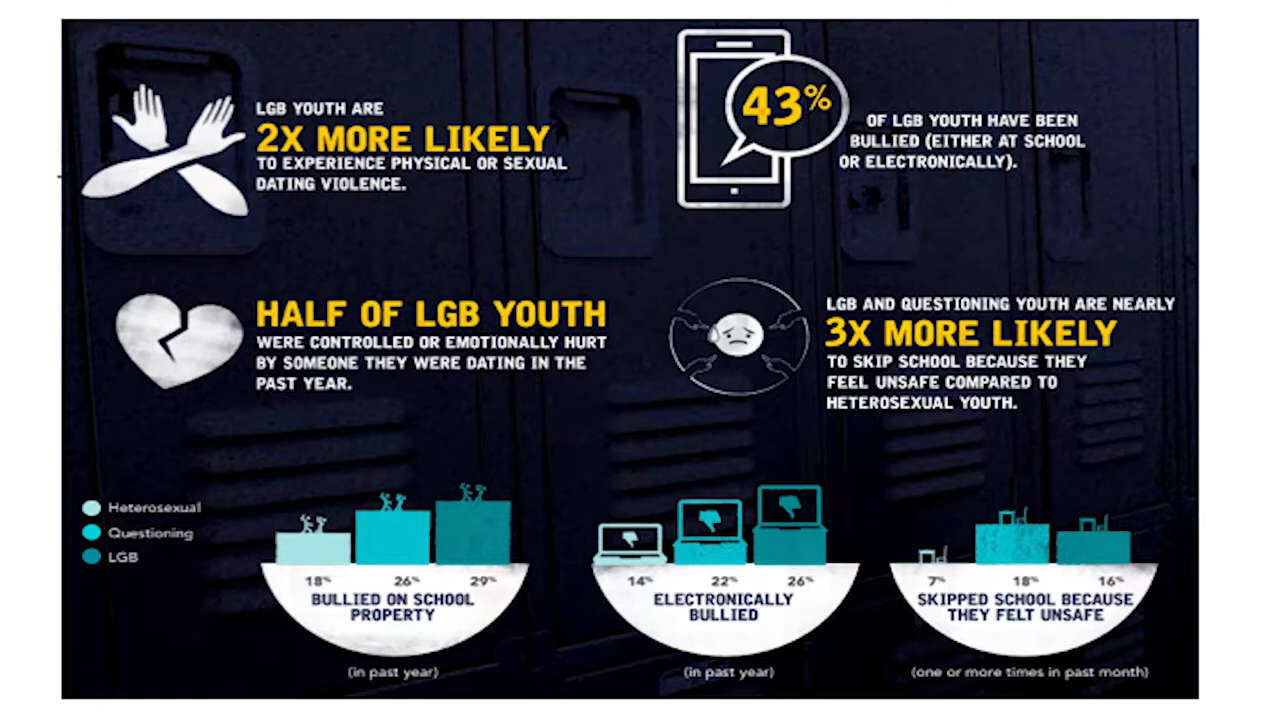 LGB YOUTH ARE
2X MORE LIKELY
TO EXPERIENCE PHYSICAL OR SEXUAL
DATING VIOLENCE.
43%
OF LGB YOUTH HAVE BEEN
BULLIED (EITHER AT SCHOOL
OR ELECTRONICALLY).
HALF OF LGB YOUTH
WERE CONTROLLED OR EMOTIONALLY HURT
BY SOMEONE THEY WERE DATING IN THE
PAST YEAR.
LGB AND QUESTIONING YOUTH ARE NEARLY
3X MORE LIKELY
TO SKIP SCHOOL BECAUSE THEY
FEEL UNSAFE COMPARED TO
HETEROSEXUAL YOUTH.
Heterosexual
Questioning
LGB
18% 26% 29%
BULLIED ON SCHOOL
PROPERTY
(in past year)
14% 22% 26%
ELECTRONICALLY
BULLIED
(in past year)
7% 18% 16%
SKIPPED SCHOOL BECAUSE
THEY FELT UNSAFE
(one or more times in past month)